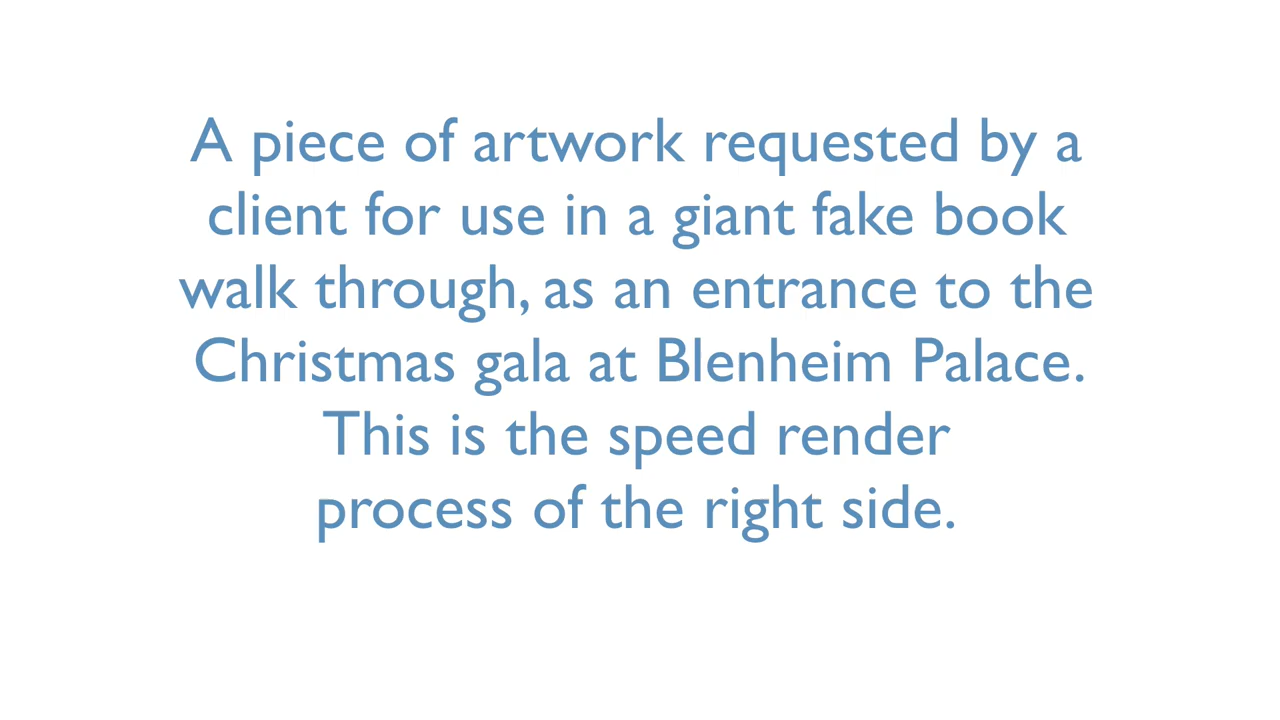 A piece of artwork requested by a
client for use in a giant fake book
walk through, as an entrance to the
Christmas gala at Blenheim Palace.
This is the speed render
process of the right side.